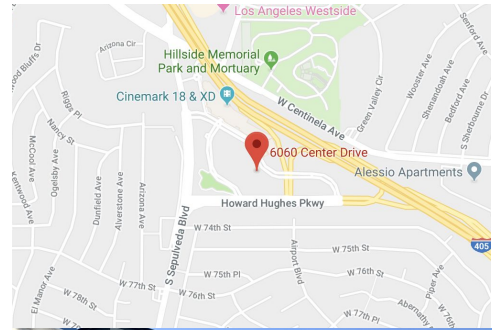 Los Angeles Westside
Senford Ave
Arizona Cir
Hillside Memorial
Park and Mortuary
Wooster Ave
Shenandoah Ave
Bedford Ave
S Sherbourne Dr
Green Valley Cir
Cinemark 18 & XD
W Centinela Ave
Riggs Pl
Nancy St
6060 Center Drive
Alessio Apartments
McCool Ave
Ogelsby Ave
Dunfield Ave
Alverstone Ave
Arizona Ave
Howard Hughes Pkwy
S Sepulveda Blvd
W 74th St
405
W 75th St
Airport Blvd
W 75th Pl
W 76th St
W 77th St
W 76th St
Piper Ave
El Manor Ave
W 78th St
W 77th Pl